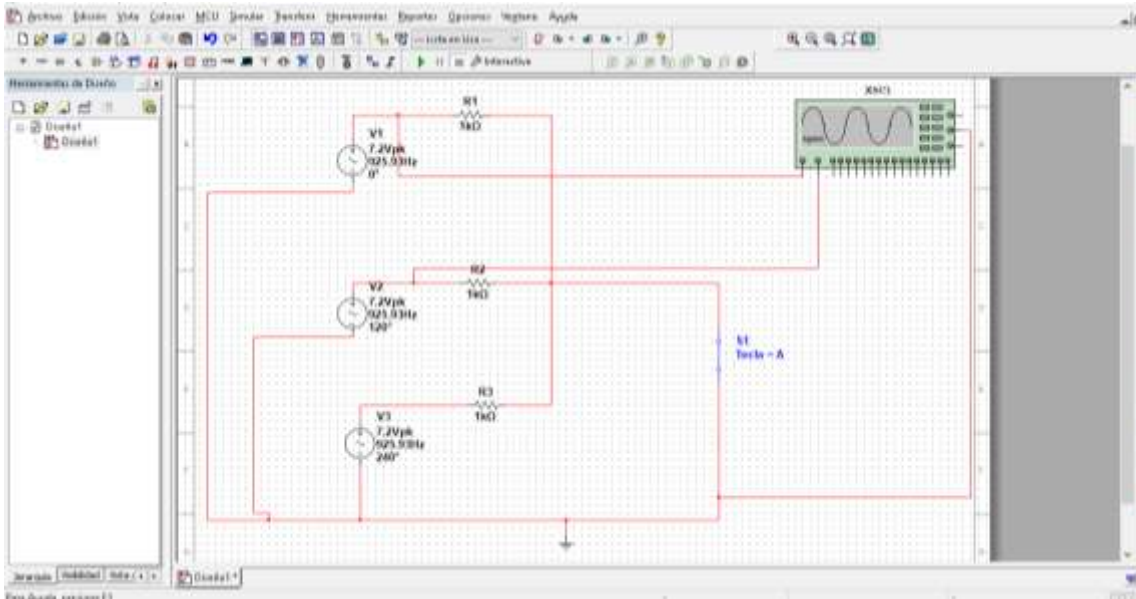 Archivo Edición Vista Colocar MCU Simular Transferir Herramientas Reportes Opciones Ventana Ayuda
Interactiva
Herramientas de Diseño
Diseño1
Diseño1
XSC1
R1
1kΩ
V1
7.2Vpk
925.93Hz
0°
R2
1kΩ
V2
7.2Vpk
925.93Hz
120°
S1
Tecla = A
R3
1kΩ
V3
7.2Vpk
925.93Hz
240°
Jerarquía Visibilidad
Diseño1 *